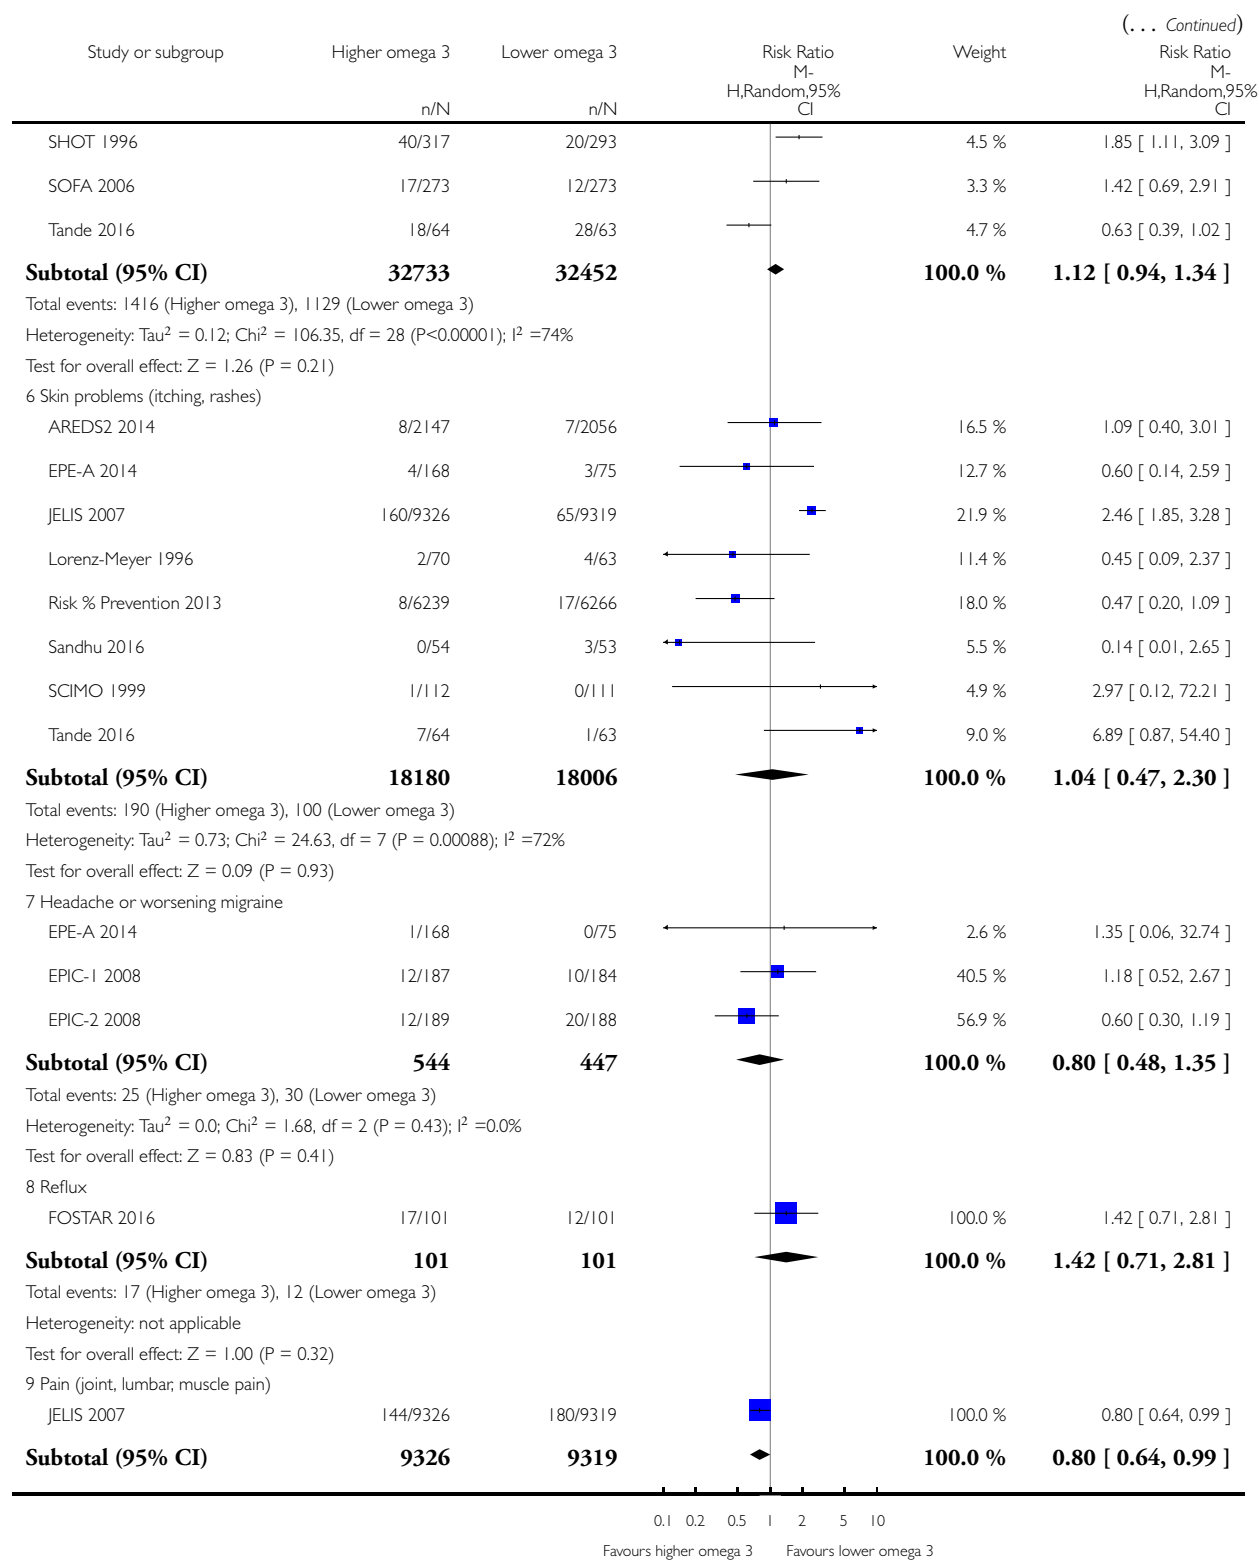 (... Continued)
Study or subgroup Higher omega 3 Lower omega 3 Risk Ratio Weight Risk Ratio
M- M-
H,Random,95% H,Random,95%
n/N n/N CI CI
SHOT 1996 40/317 20/293 4.5 % 1.85 [ 1.11, 3.09 ]
SOFA 2006 17/273 12/273 3.3 % 1.42 [ 0.69, 2.91 ]
Tande 2016 18/64 28/63 4.7 % 0.63 [ 0.39, 1.02 ]
Subtotal (95% CI) 32733 32452 100.0 % 1.12 [ 0.94, 1.34 ]
Total events: 1416 (Higher omega 3), 1129 (Lower omega 3)
Heterogeneity: Tau² = 0.12; Chi² = 106.35, df = 28 (P<0.00001); I² =74%
Test for overall effect: Z = 1.26 (P = 0.21)
6 Skin problems (itching, rashes)
AREDS2 2014 8/2147 7/2056 16.5 % 1.09 [ 0.40, 3.01 ]
EPE-A 2014 4/168 3/75 12.7 % 0.60 [ 0.14, 2.59 ]
JELIS 2007 160/9326 65/9319 21.9 % 2.46 [ 1.85, 3.28 ]
Lorenz-Meyer 1996 2/70 4/63 11.4 % 0.45 [ 0.09, 2.37 ]
Risk % Prevention 2013 8/6239 17/6266 18.0 % 0.47 [ 0.20, 1.09 ]
Sandhu 2016 0/54 3/53 5.5 % 0.14 [ 0.01, 2.65 ]
SCIMO 1999 1/112 0/111 4.9 % 2.97 [ 0.12, 72.21 ]
Tande 2016 7/64 1/63 9.0 % 6.89 [ 0.87, 54.40 ]
Subtotal (95% CI) 18180 18006 100.0 % 1.04 [ 0.47, 2.30 ]
Total events: 190 (Higher omega 3), 100 (Lower omega 3)
Heterogeneity: Tau² = 0.73; Chi² = 24.63, df = 7 (P = 0.00088); I² =72%
Test for overall effect: Z = 0.09 (P = 0.93)
7 Headache or worsening migraine
EPE-A 2014 1/168 0/75 2.6 % 1.35 [ 0.06, 32.74 ]
EPIC-1 2008 12/187 10/184 40.5 % 1.18 [ 0.52, 2.67 ]
EPIC-2 2008 12/189 20/188 56.9 % 0.60 [ 0.30, 1.19 ]
Subtotal (95% CI) 544 447 100.0 % 0.80 [ 0.48, 1.35 ]
Total events: 25 (Higher omega 3), 30 (Lower omega 3)
Heterogeneity: Tau² = 0.0; Chi² = 1.68, df = 2 (P = 0.43); I² =0.0%
Test for overall effect: Z = 0.83 (P = 0.41)
8 Reflux
FOSTAR 2016 17/101 12/101 100.0 % 1.42 [ 0.71, 2.81 ]
Subtotal (95% CI) 101 101 100.0 % 1.42 [ 0.71, 2.81 ]
Total events: 17 (Higher omega 3), 12 (Lower omega 3)
Heterogeneity: not applicable
Test for overall effect: Z = 1.00 (P = 0.32)
9 Pain (joint, lumbar, muscle pain)
JELIS 2007 144/9326 180/9319 100.0 % 0.80 [ 0.64, 0.99 ]
Subtotal (95% CI) 9326 9319 100.0 % 0.80 [ 0.64, 0.99 ]
0.1 0.2 0.5 1 2 5 10
Favours higher omega 3 Favours lower omega 3